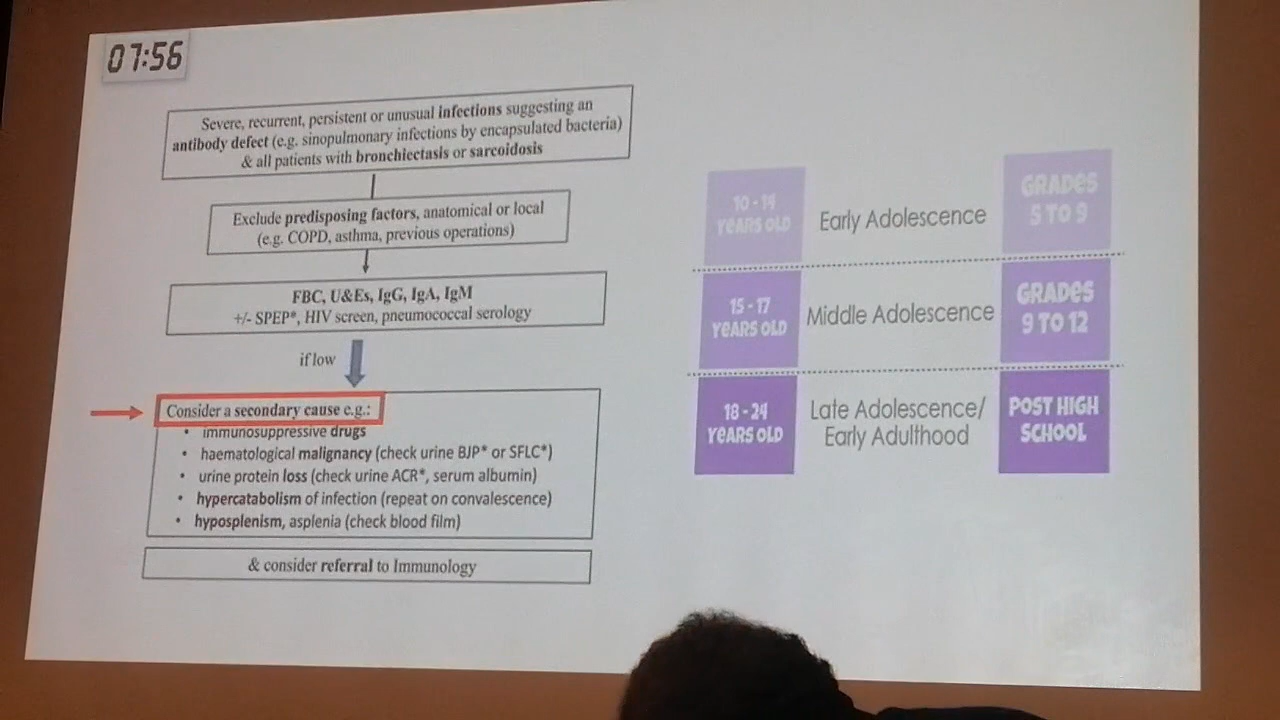 07:56
Severe, recurrent, persistent or unusual infections suggesting an
antibody defect (e.g. sinopulmonary infections by encapsulated bacteria)
& all patients with bronchiectasis or sarcoidosis
Exclude predisposing factors, anatomical or local
(e.g. COPD, asthma, previous operations)
FBC, U&Es, IgG, IgA, IgM
+/- SPEP*, HIV screen, pneumococcal serology
if low
Consider a secondary cause e.g.:
• immunosuppressive drugs
• haematological malignancy (check urine BJP* or SFLC*)
• urine protein loss (check urine ACR*, serum albumin)
• hypercatabolism of infection (repeat on convalescence)
• hyposplenism, asplenia (check blood film)
& consider referral to Immunology
10 - 14
YEARS OLD
Early Adolescence
GRADES
5 TO 9
15 - 17
YEARS OLD
Middle Adolescence
GRADES
9 TO 12
18 - 24
YEARS OLD
Late Adolescence/
Early Adulthood
POST HIGH
SCHOOL